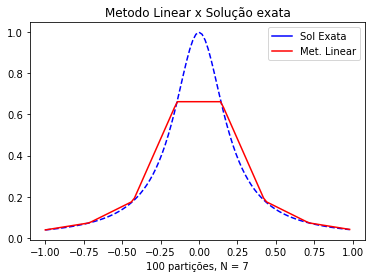 Metodo Linear x Solução exata
Sol Exata
Met. Linear
1.0
0.8
0.6
0.4
0.2
0.0
−1.00 −0.75 −0.50 −0.25 0.00 0.25 0.50 0.75 1.00
100 partições, N = 7